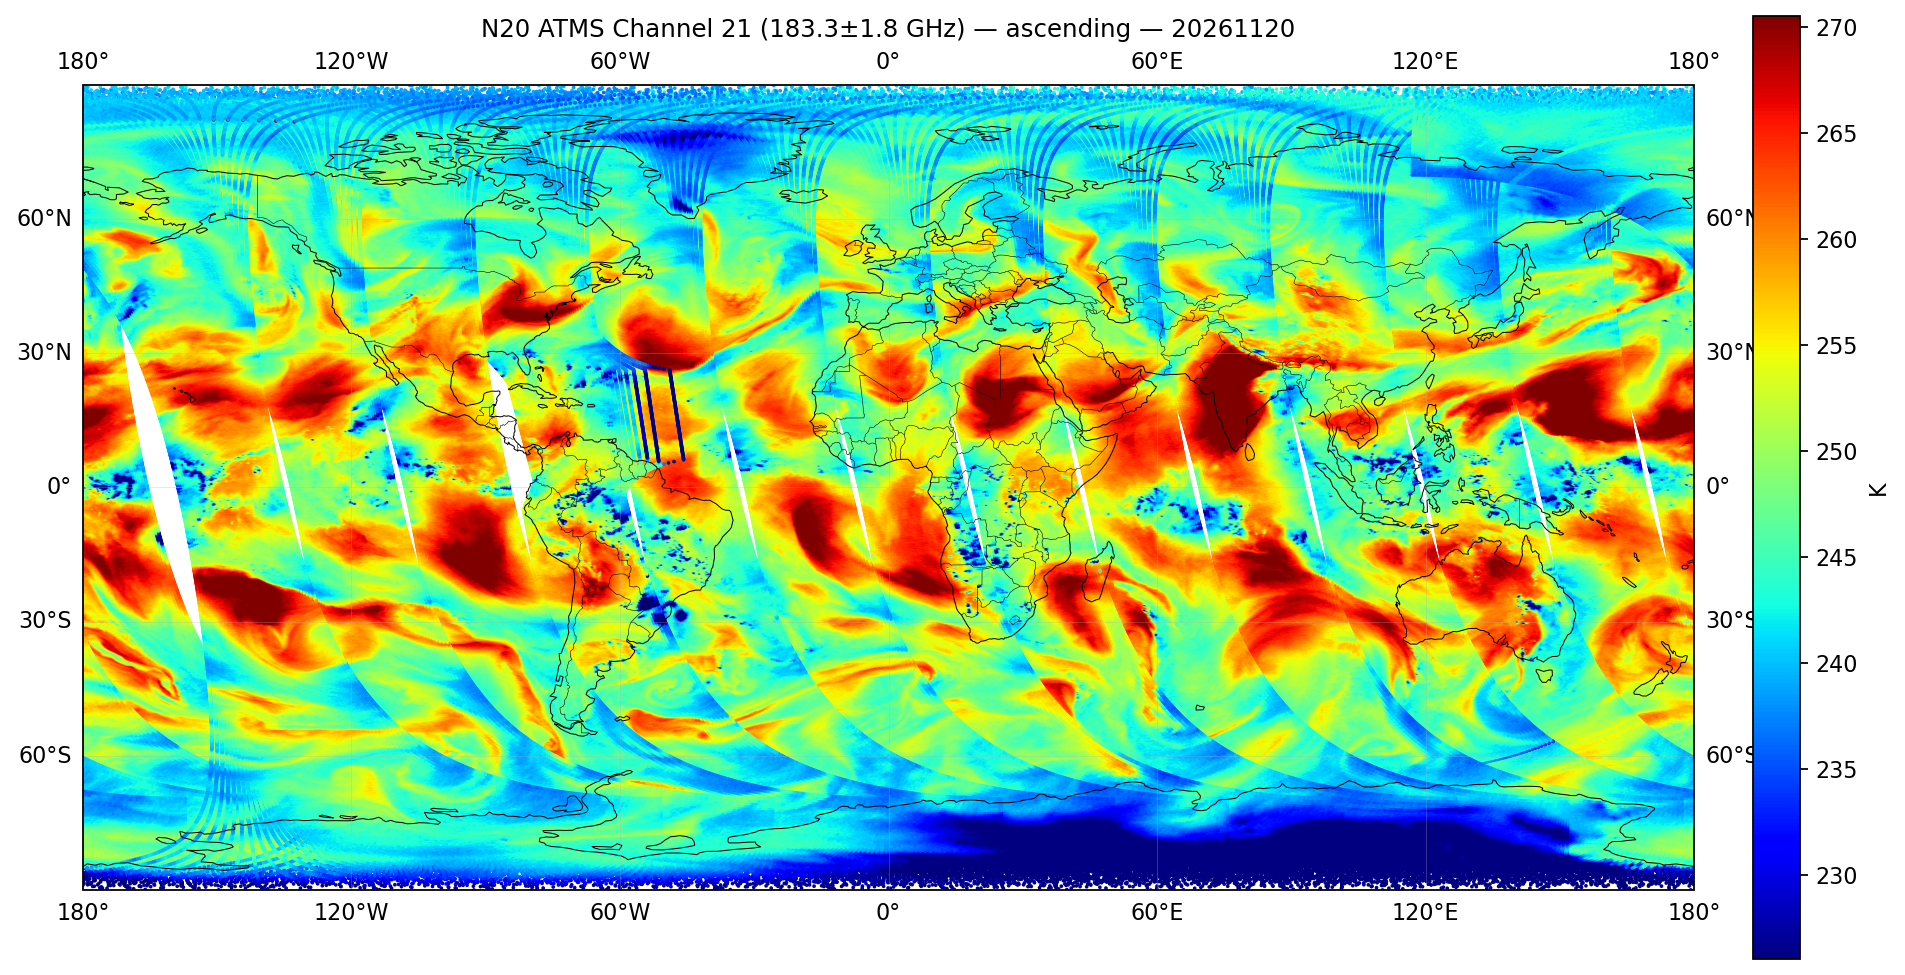 N20 ATMS Channel 21 (183.3±1.8 GHz) — ascending — 20261120
180° 120°W 60°W 0° 60°E 120°E 180°
270
265
60°N 60°N
260
255
30°N 30°N
250
0° 0°
K
245
30°S 30°S
240
235
60°S 60°S
230
180° 120°W 60°W 0° 60°E 120°E 180°